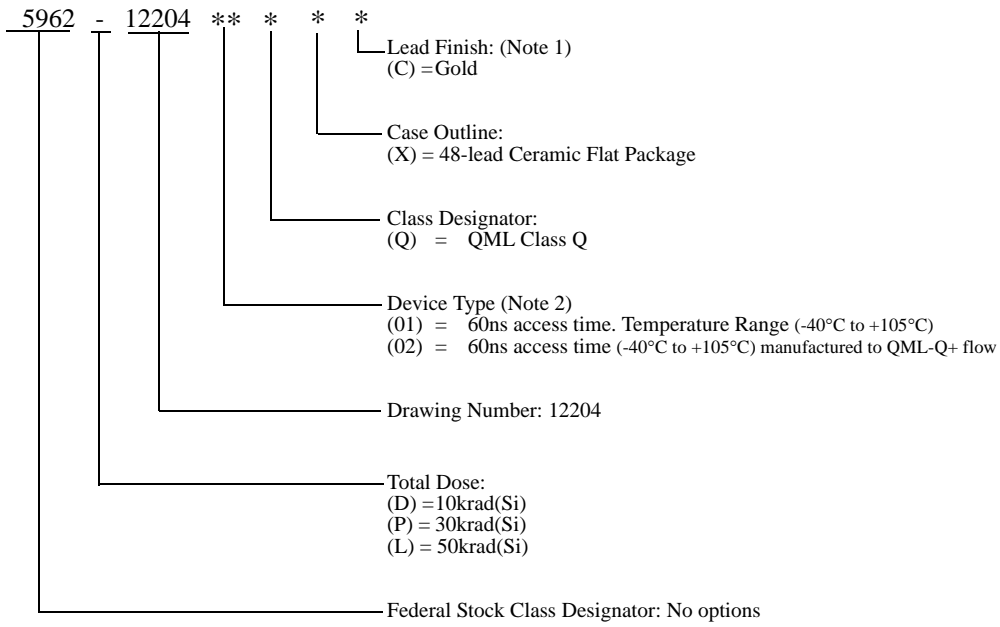 5962 - 12204 ** * * *
Lead Finish: (Note 1)
(C) =Gold
Case Outline:
(X) = 48-lead Ceramic Flat Package
Class Designator:
(Q) = QML Class Q
Device Type (Note 2)
(01) = 60ns access time. Temperature Range (-40°C to +105°C)
(02) = 60ns access time (-40°C to +105°C) manufactured to QML-Q+ flow
Drawing Number: 12204
Total Dose:
(D) =10krad(Si)
(P) = 30krad(Si)
(L) = 50krad(Si)
Federal Stock Class Designator: No options